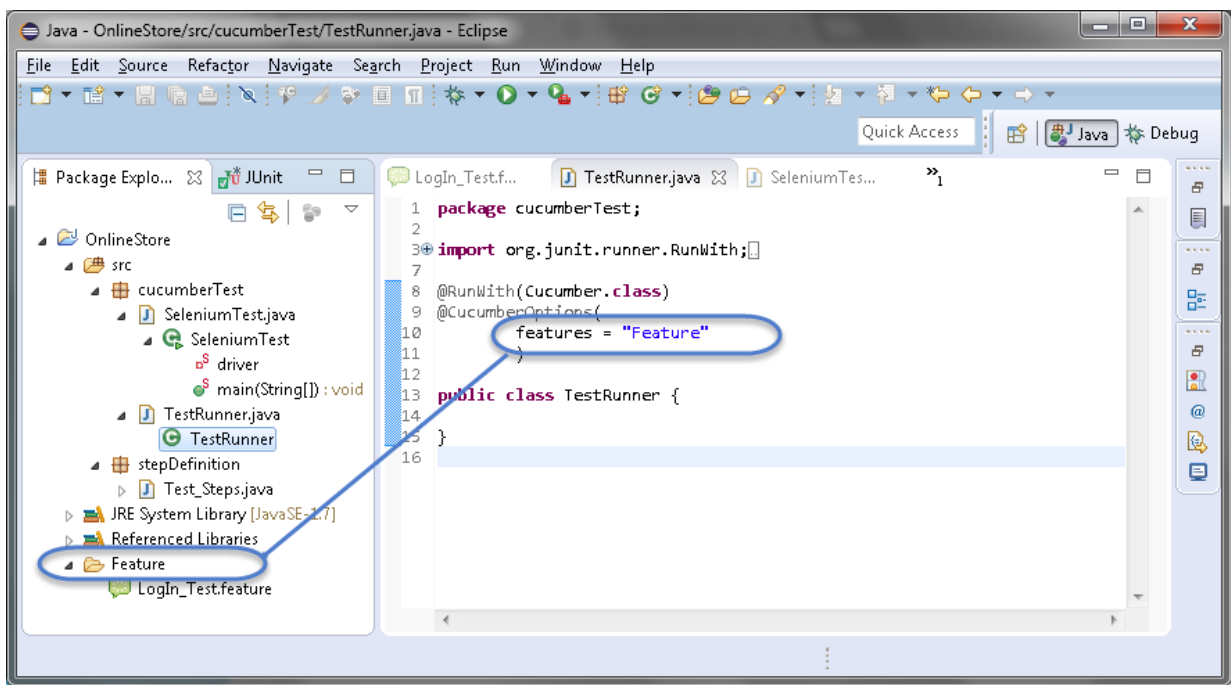 Java - OnlineStore/src/cucumberTest/TestRunner.java - Eclipse
File Edit Source Refactor Navigate Search Project Run Window Help
Quick Access Java Debug
Package Explo... JUnit
LogIn_Test.f... TestRunner.java SeleniumTes... »1
OnlineStore
src
cucumberTest
SeleniumTest.java
SeleniumTest
driver
main(String[]) : void
TestRunner.java
TestRunner
stepDefinition
Test_Steps.java
JRE System Library [JavaSE-1.7]
Referenced Libraries
Feature
LogIn_Test.feature
1 package cucumberTest;
2
3 import org.junit.runner.RunWith;
7
8 @RunWith(Cucumber.class)
9 @CucumberOptions(
10 features = "Feature"
11 )
12
13 public class TestRunner {
14
15 }
16